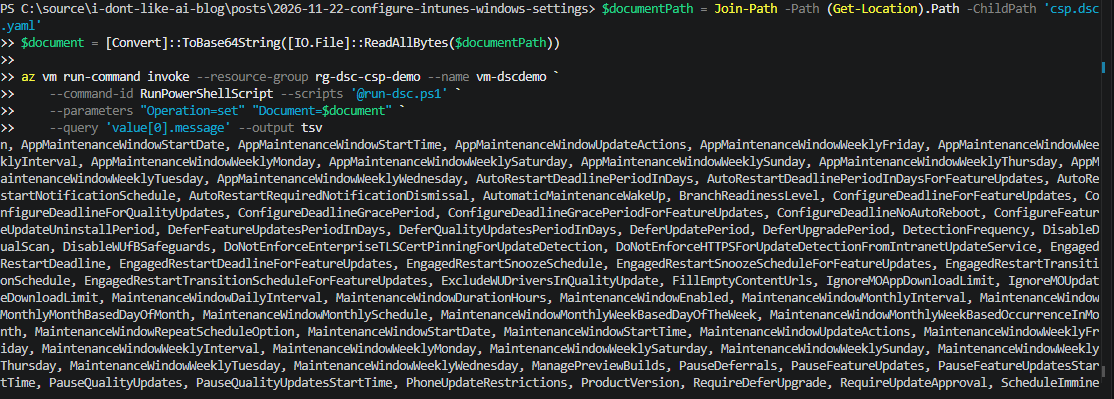 PS C:\source\i-dont-like-ai-blog\posts\2026-11-22-configure-intunes-windows-settings> $documentPath = Join-Path -Path (Get-Location).Path -ChildPath 'csp.dsc
.yaml'
>> $document = [Convert]::ToBase64String([IO.File]::ReadAllBytes($documentPath))
>>
>> az vm run-command invoke --resource-group rg-dsc-csp-demo --name vm-dscdemo `
>>     --command-id RunPowerShellScript --scripts '@run-dsc.ps1' `
>>     --parameters "Operation=set" "Document=$document" `
>>     --query 'value[0].message' --output tsv
n, AppMaintenanceWindowStartDate, AppMaintenanceWindowStartTime, AppMaintenanceWindowUpdateActions, AppMaintenanceWindowWeeklyFriday, AppMaintenanceWindowWee
klyInterval, AppMaintenanceWindowWeeklyMonday, AppMaintenanceWindowWeeklySaturday, AppMaintenanceWindowWeeklySunday, AppMaintenanceWindowWeeklyThursday, AppM
aintenanceWindowWeeklyTuesday, AppMaintenanceWindowWeeklyWednesday, AutoRestartDeadlinePeriodInDays, AutoRestartDeadlinePeriodInDaysForFeatureUpdates, AutoRe
startNotificationSchedule, AutoRestartRequiredNotificationDismissal, AutomaticMaintenanceWakeUp, BranchReadinessLevel, ConfigureDeadlineForFeatureUpdates, Co
nfigureDeadlineForQualityUpdates, ConfigureDeadlineGracePeriod, ConfigureDeadlineGracePeriodForFeatureUpdates, ConfigureDeadlineNoAutoReboot, ConfigureFeatur
eUpdateUninstallPeriod, DeferFeatureUpdatesPeriodInDays, DeferQualityUpdatesPeriodInDays, DeferUpdatePeriod, DeferUpgradePeriod, DetectionFrequency, DisableD
ualScan, DisableWUfBSafeguards, DoNotEnforceEnterpriseTLSCertPinningForUpdateDetection, DoNotEnforceHTTPSForUpdateDetectionFromIntranetUpdateService, Engaged
RestartDeadline, EngagedRestartDeadlineForFeatureUpdates, EngagedRestartSnoozeSchedule, EngagedRestartSnoozeScheduleForFeatureUpdates, EngagedRestartTransiti
onSchedule, EngagedRestartTransitionScheduleForFeatureUpdates, ExcludeWUDriversInQualityUpdate, FillEmptyContentUrls, IgnoreMOAppDownloadLimit, IgnoreMOUpdat
eDownloadLimit, MaintenanceWindowDailyInterval, MaintenanceWindowDurationHours, MaintenanceWindowEnabled, MaintenanceWindowMonthlyInterval, MaintenanceWindow
MonthlyMonthBasedDayOfMonth, MaintenanceWindowMonthlySchedule, MaintenanceWindowMonthlyWeekBasedDayOfTheWeek, MaintenanceWindowMonthlyWeekBasedOccurrenceInMo
nth, MaintenanceWindowRepeatScheduleOption, MaintenanceWindowStartDate, MaintenanceWindowStartTime, MaintenanceWindowUpdateActions, MaintenanceWindowWeeklyFr
iday, MaintenanceWindowWeeklyInterval, MaintenanceWindowWeeklyMonday, MaintenanceWindowWeeklySaturday, MaintenanceWindowWeeklySunday, MaintenanceWindowWeekly
Thursday, MaintenanceWindowWeeklyTuesday, MaintenanceWindowWeeklyWednesday, ManagePreviewBuilds, PauseDeferrals, PauseFeatureUpdates, PauseFeatureUpdatesStar
tTime, PauseQualityUpdates, PauseQualityUpdatesStartTime, PhoneUpdateRestrictions, ProductVersion, RequireDeferUpgrade, RequireUpdateApproval, ScheduleImmine